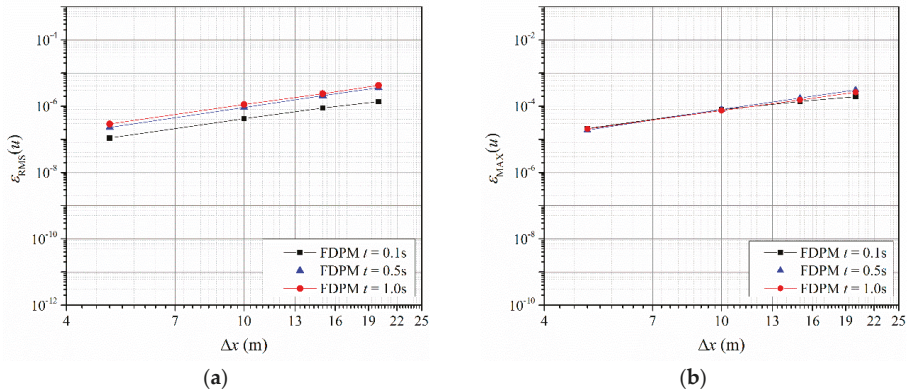 10^-1
10^-4
10^-6
10^-8
10^-10
10^-12
ε_RMS(u)
4 7 10 13 16 19 22 25
Δx (m)
FDPM t = 0.1s
FDPM t = 0.5s
FDPM t = 1.0s
(a)
10^-2
10^-4
10^-6
10^-8
10^-10
ε_MAX(u)
4 7 10 13 16 19 22 25
Δx (m)
FDPM t = 0.1s
FDPM t = 0.5s
FDPM t = 1.0s
(b)